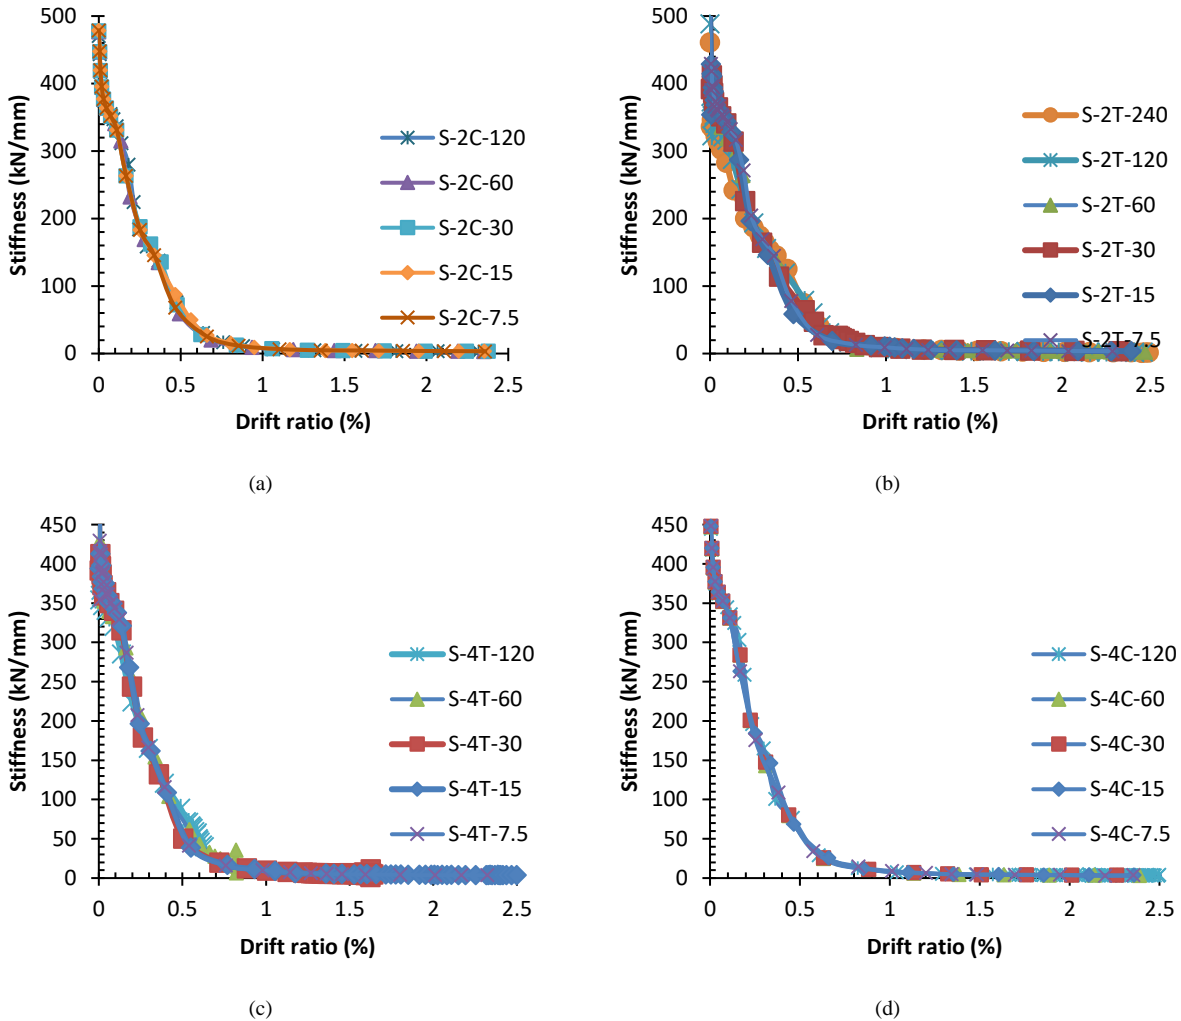 500
400
300
200
100
0
Stiffness (kN/mm)
S-2C-120
S-2C-60
S-2C-30
S-2C-15
S-2C-7.5
0 0.5 1 1.5 2 2.5
Drift ratio (%)
(a)
500
400
300
200
100
0
Stiffness (kN/mm)
S-2T-240
S-2T-120
S-2T-60
S-2T-30
S-2T-15
S-2T-7.5
0 0.5 1 1.5 2 2.5
Drift ratio (%)
(b)
450
400
350
300
250
200
150
100
50
0
Stiffness (kN/mm)
S-4T-120
S-4T-60
S-4T-30
S-4T-15
S-4T-7.5
0 0.5 1 1.5 2 2.5
Drift ratio (%)
(c)
450
400
350
300
250
200
150
100
50
0
Stiffness (kN/mm)
S-4C-120
S-4C-60
S-4C-30
S-4C-15
S-4C-7.5
0 0.5 1 1.5 2 2.5
Drift ratio (%)
(d)